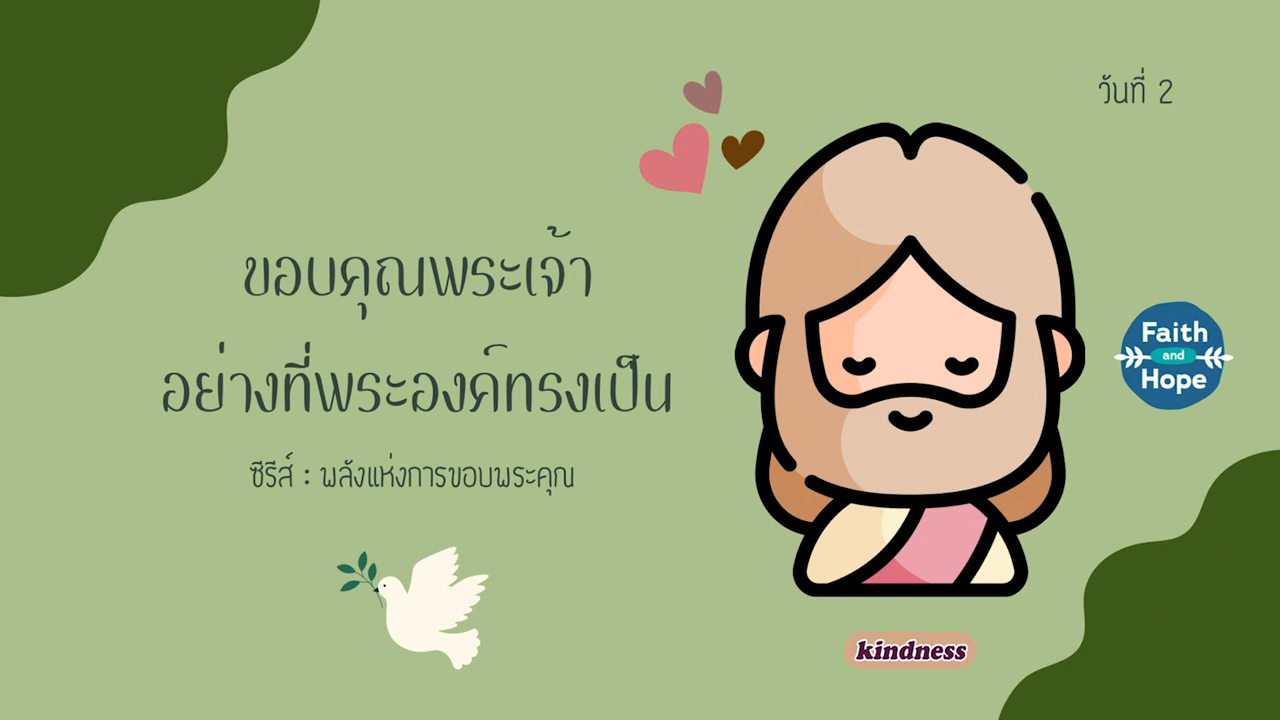 วันที่ 2
ขอบคุณพระเจ้า
อย่างที่พระองค์ทรงเป็น
ซีรีส์ : พลังแห่งการขอบพระคุณ
Faith
and
Hope
kindness